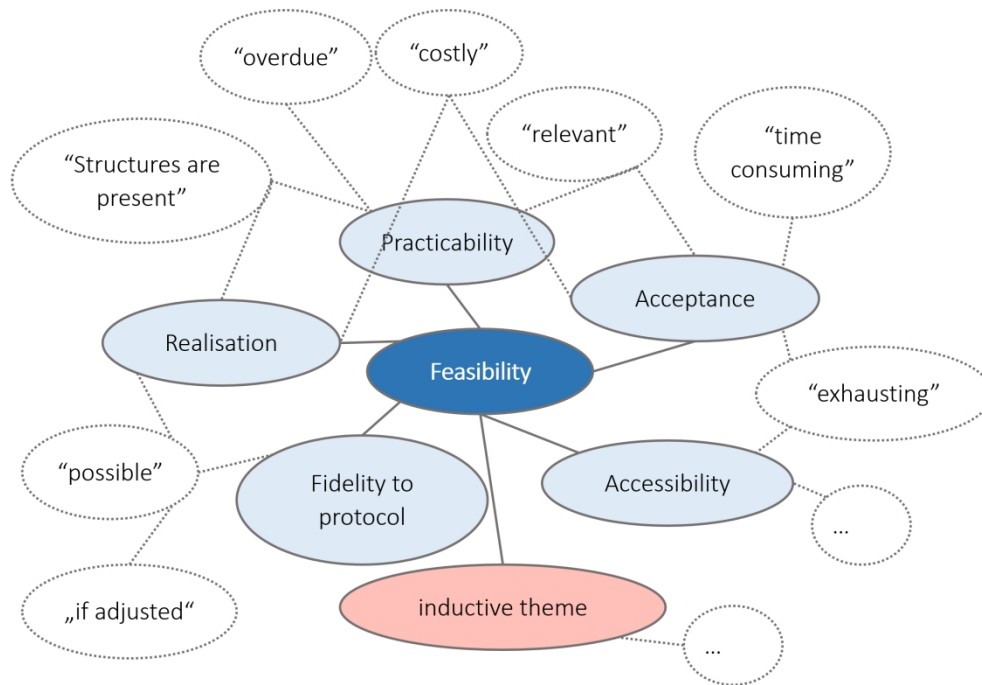 “overdue”
“costly”
“relevant”
“time
consuming”
“Structures are
present”
Practicability
Acceptance
Realisation
Feasibility
“exhausting”
“possible”
Fidelity to
protocol
Accessibility
...
„if adjusted“
inductive theme
...